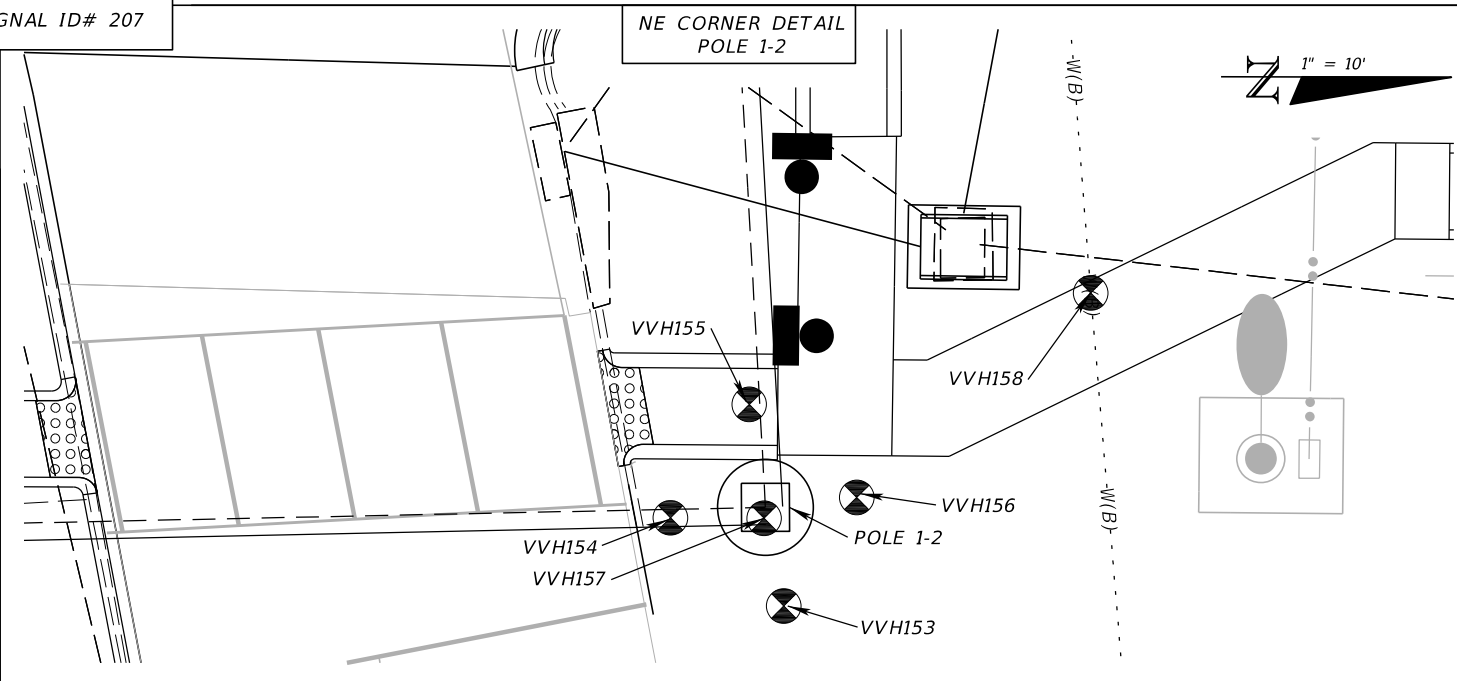 GNAL ID# 207
NE CORNER DETAIL
POLE 1-2
N
1" = 10'
W(B)
VVH155
VVH158
W(B)
VVH156
POLE 1-2
VVH154
VVH157
VVH153